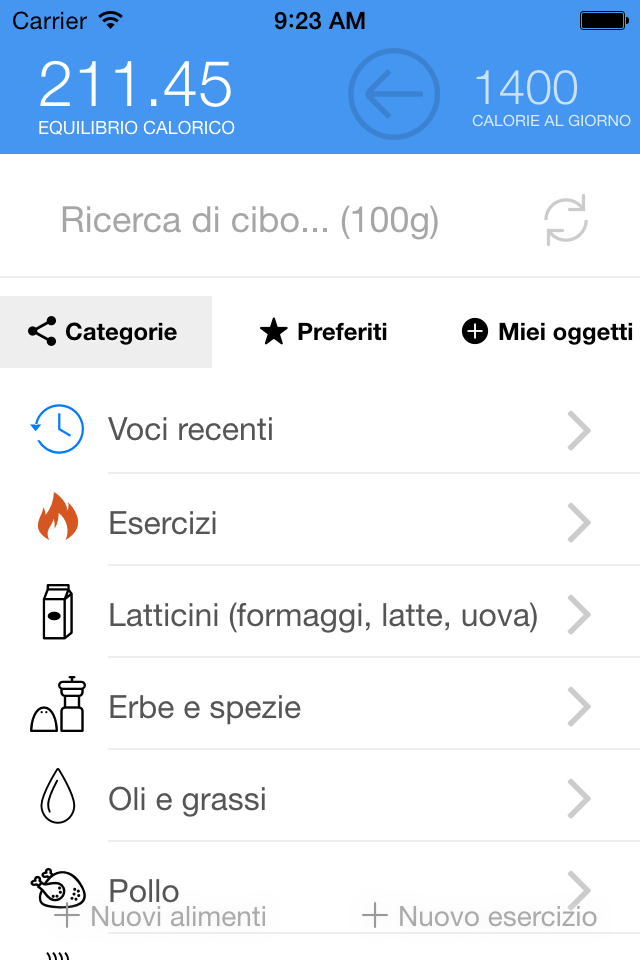 Carrier 9:23 AM
211.45 1400
EQUILIBRIO CALORICO CALORIE AL GIORNO
Ricerca di cibo... (100g)
Categorie Preferiti Miei oggetti
Voci recenti
Esercizi
Latticini (formaggi, latte, uova)
Erbe e spezie
Oli e grassi
Pollo
Nuovi alimenti Nuovo esercizio